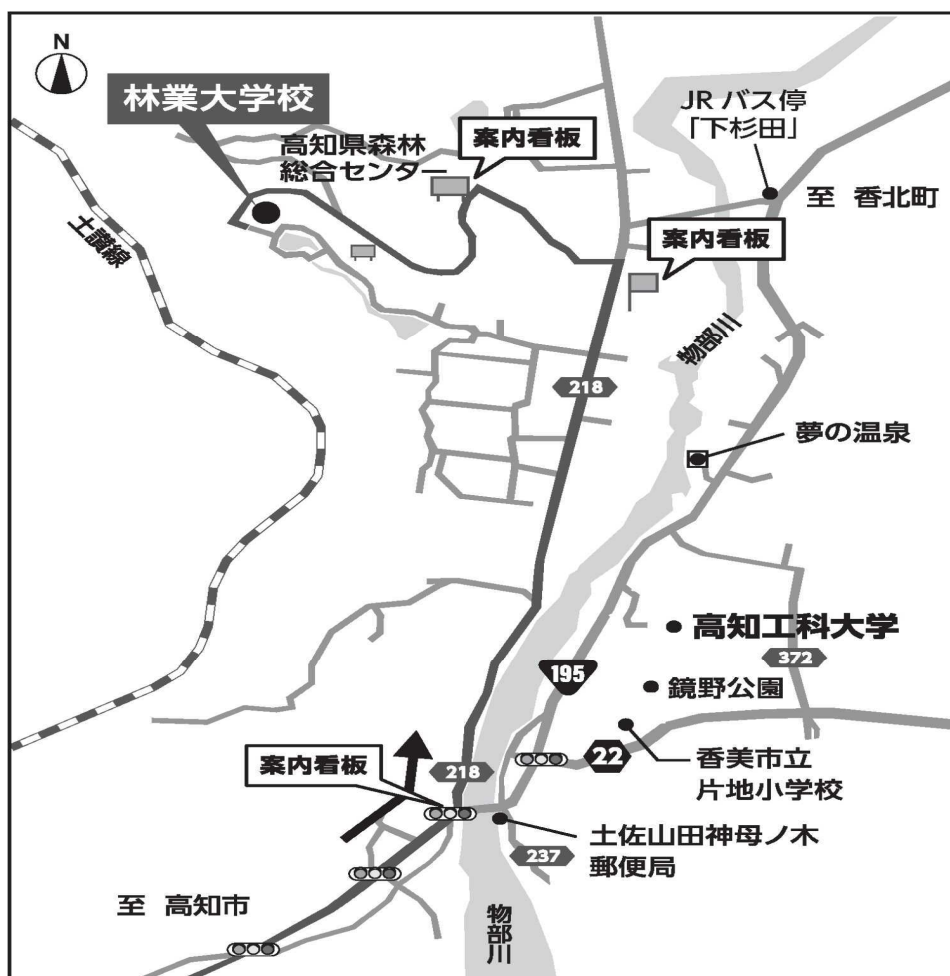 N
林業大学校
高知県森林
総合センター
案内看板
JR バス停
「下杉田」
至 香北町
案内看板
土讃線
物部川
218
夢の温泉
高知工科大学
372
195
鏡野公園
22
香美市立
片地小学校
案内看板
218
土佐山田神母ノ木
郵便局
237
至 高知市
物部川